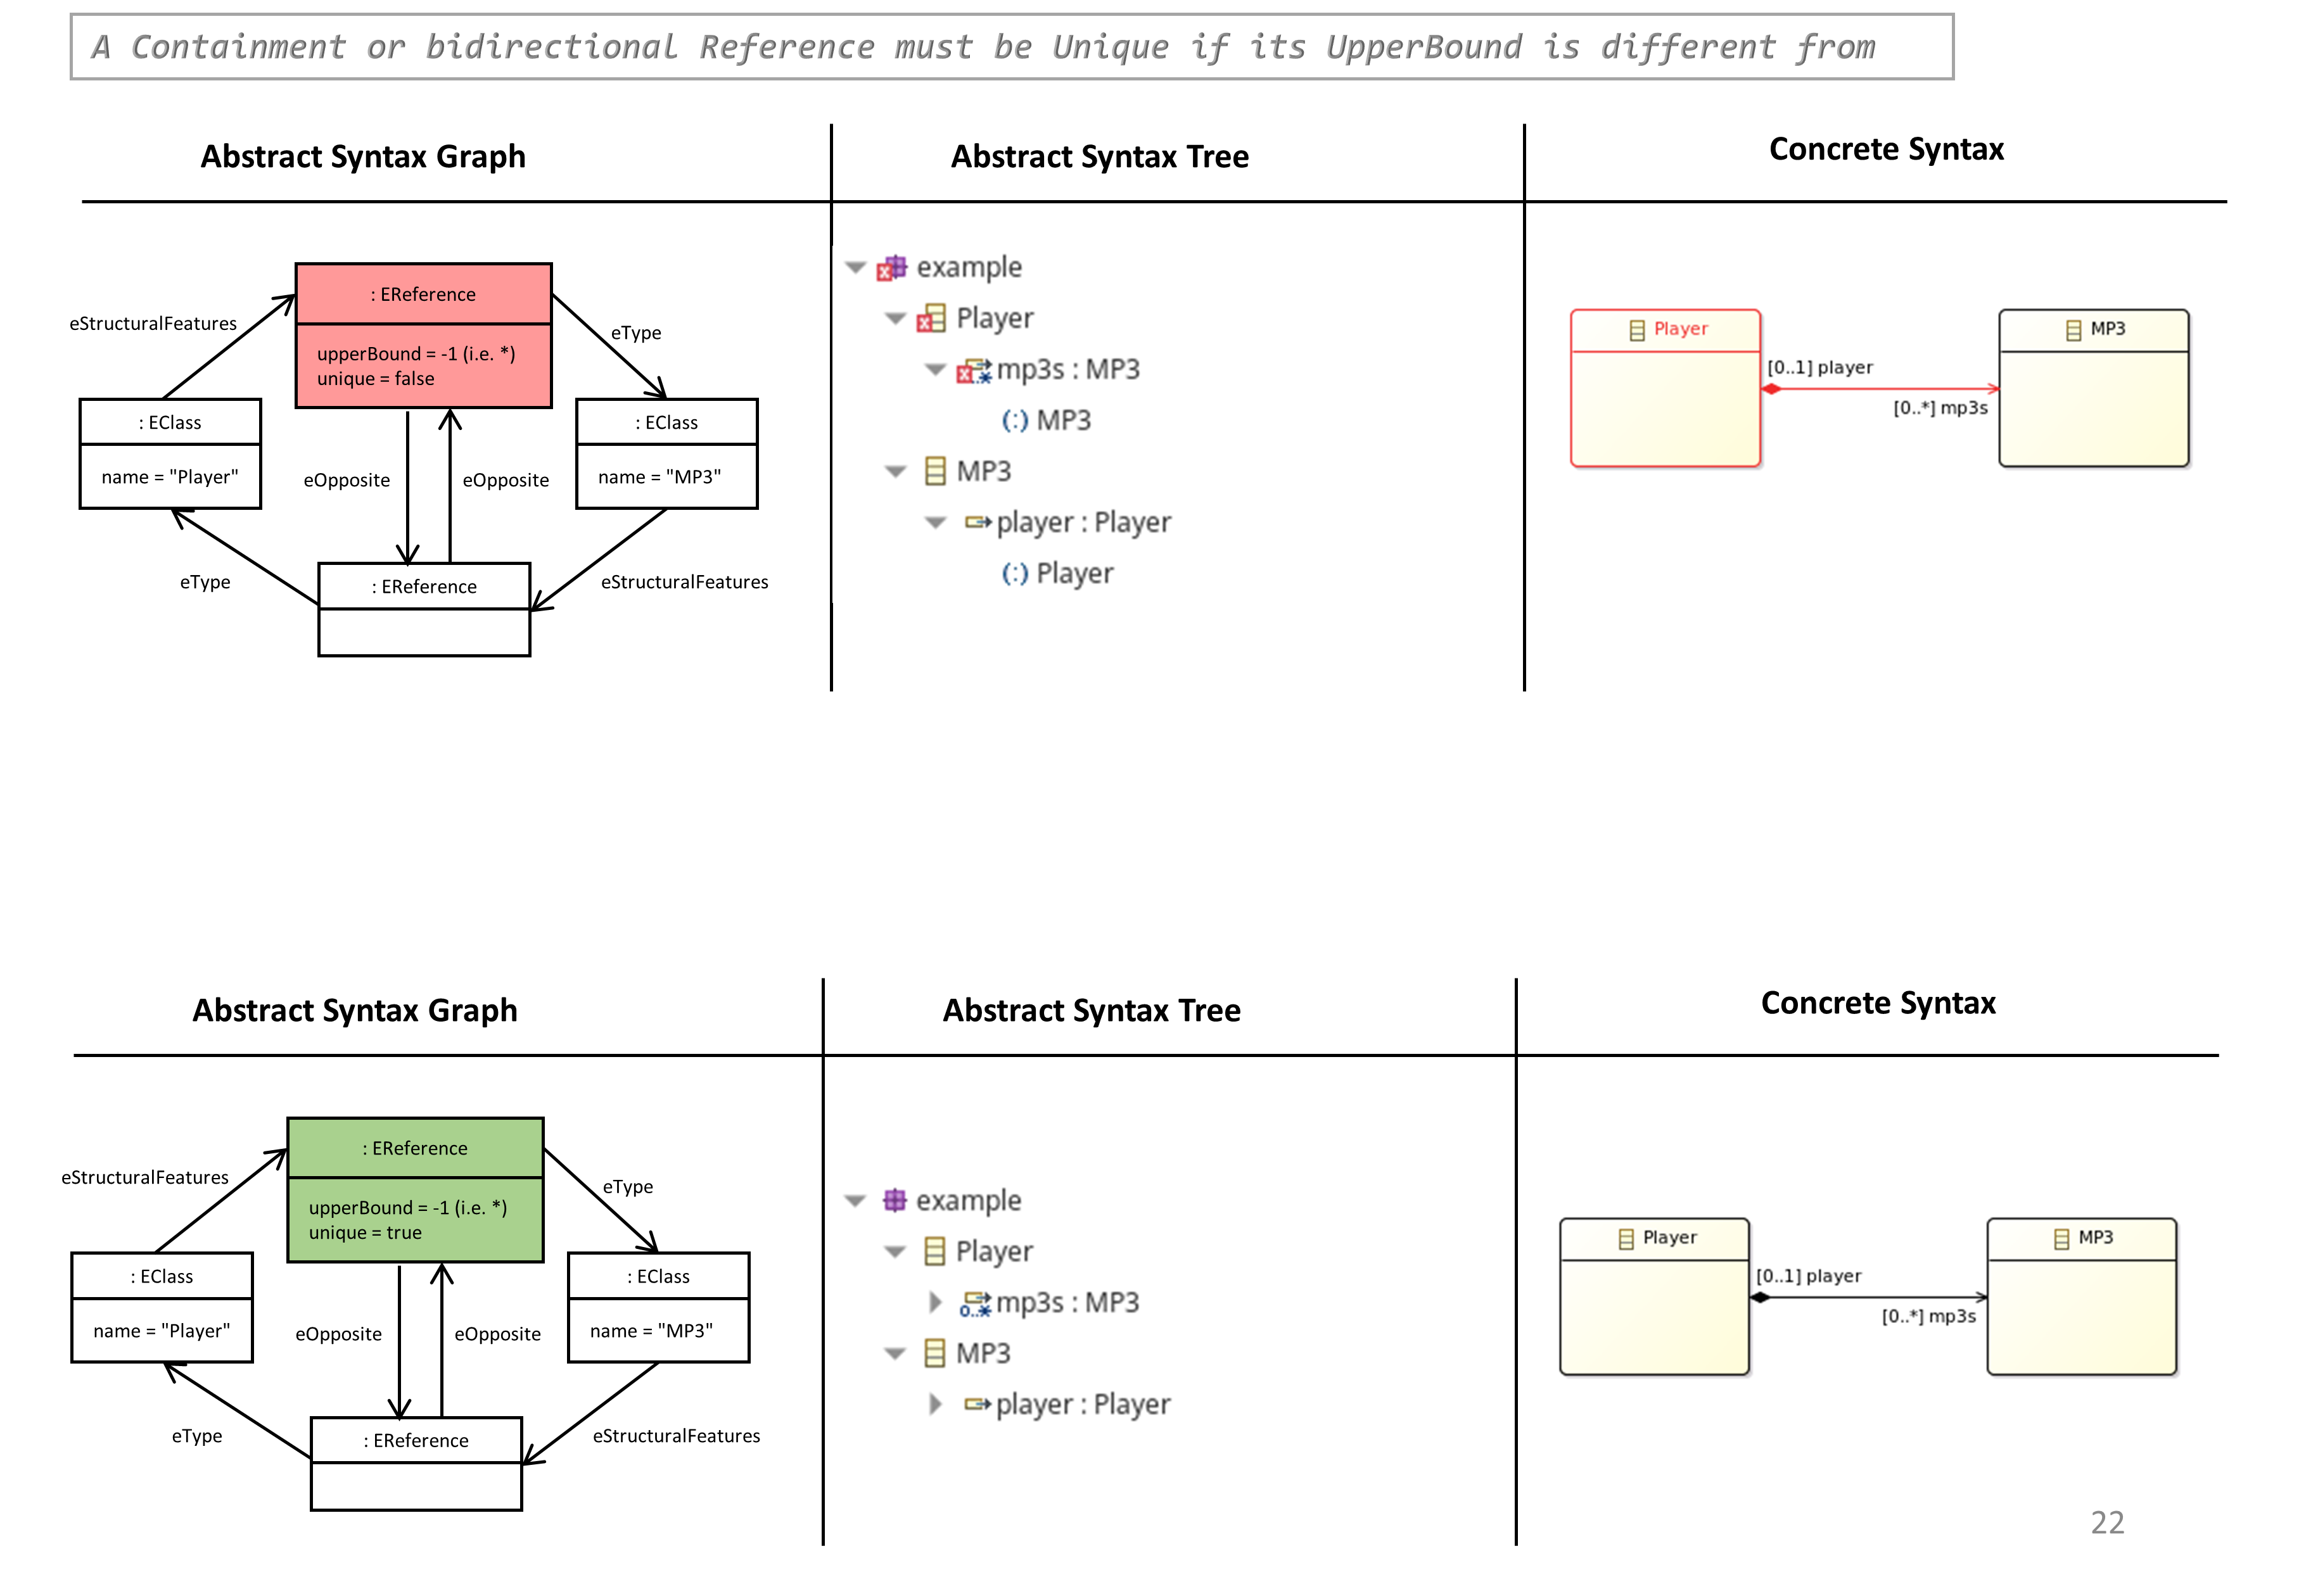 A Containment or bidirectional Reference must be Unique if its UpperBound is different from
Abstract Syntax Graph
Abstract Syntax Tree
Concrete Syntax
: EReference
upperBound = -1 (i.e. *)
unique = false
eStructuralFeatures
eType
: EClass
name = "Player"
eOpposite
eOpposite
: EClass
name = "MP3"
eType
: EReference
eStructuralFeatures
example
Player
mp3s : MP3
(:) MP3
MP3
player : Player
(:) Player
Player
[0..1] player
[0..*] mp3s
MP3
Abstract Syntax Graph
Abstract Syntax Tree
Concrete Syntax
: EReference
upperBound = -1 (i.e. *)
unique = true
eStructuralFeatures
eType
: EClass
name = "Player"
eOpposite
eOpposite
: EClass
name = "MP3"
eType
: EReference
eStructuralFeatures
example
Player
0..* mp3s : MP3
MP3
player : Player
Player
[0..1] player
[0..*] mp3s
MP3
22